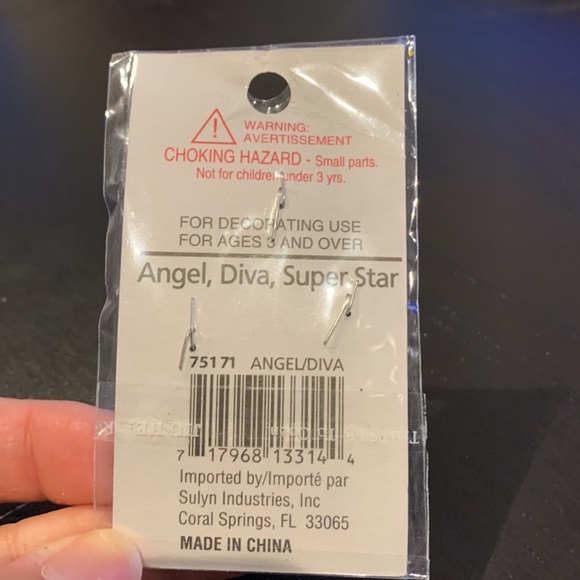 WARNING:
AVERTISSEMENT
CHOKING HAZARD - Small parts.
Not for children under 3 yrs.
FOR DECORATING USE
FOR AGES 3 AND OVER
Angel, Diva, Super Star
75171 ANGEL/DIVA
7 17968 13314 4
Imported by/Importé par
Sulyn Industries, Inc
Coral Springs, FL 33065
MADE IN CHINA